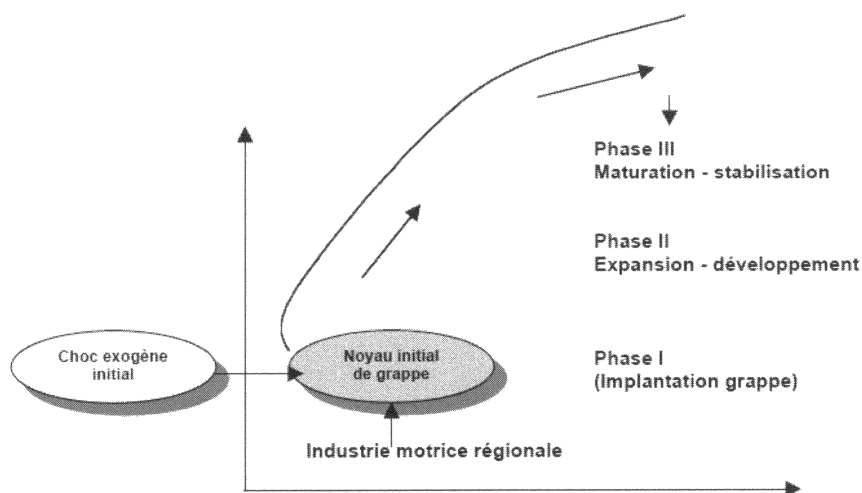 Phase III
Maturation - stabilisation
Phase II
Expansion - développement
Choc exogène
initial
Noyau initial
de grappe
Phase I
(Implantation grappe)
Industrie motrice régionale